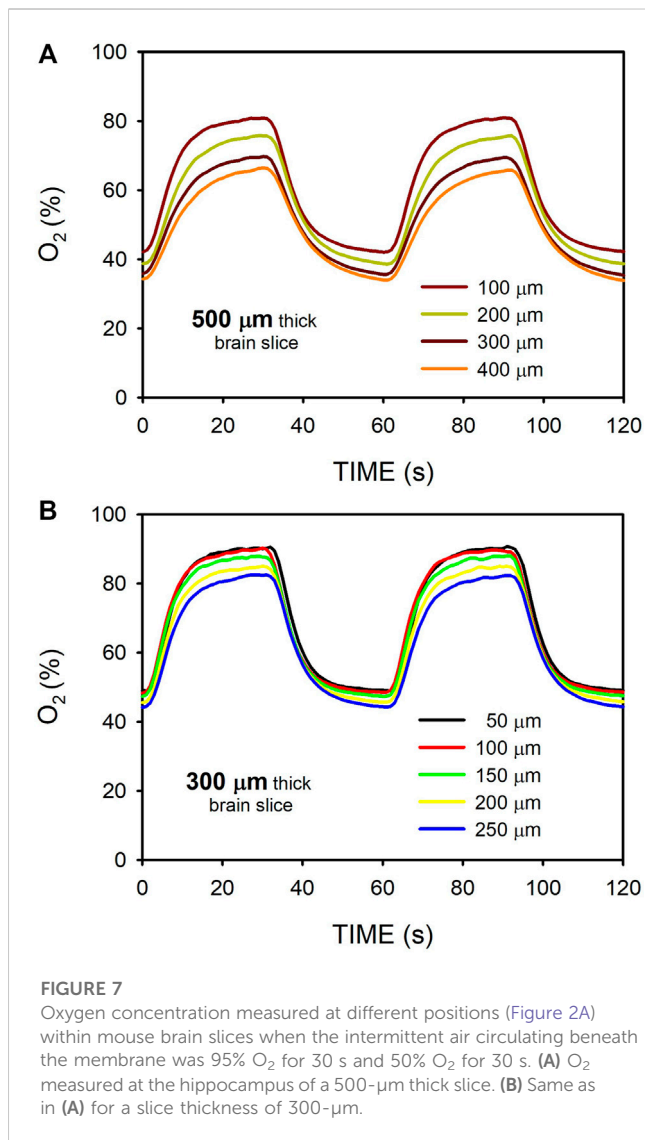 A
100
80
60
40
20
0
O₂ (%)
500 µm thick
brain slice
100 µm
200 µm
300 µm
400 µm
0 20 40 60 80 100 120
TIME (s)
B
100
80
60
40
20
0
O₂ (%)
300 µm thick
brain slice
50 µm
100 µm
150 µm
200 µm
250 µm
0 20 40 60 80 100 120
TIME (s)
FIGURE 7
Oxygen concentration measured at different positions (Figure 2A)
within mouse brain slices when the intermittent air circulating beneath
the membrane was 95% O₂ for 30 s and 50% O₂ for 30 s. (A) O₂
measured at the hippocampus of a 500-µm thick slice. (B) Same as
in (A) for a slice thickness of 300-µm.